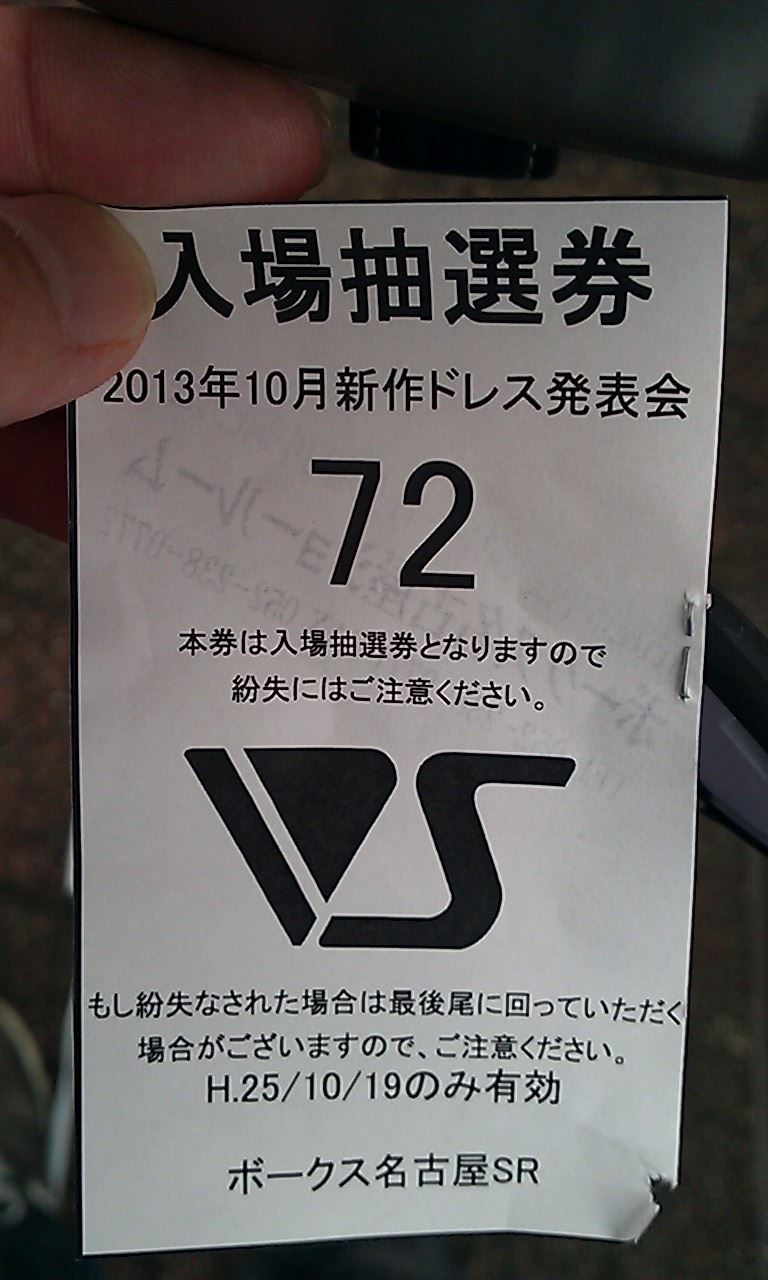 入場抽選券
2013年10月新作ドレス発表会
72
本券は入場抽選券となりますので
紛失にはご注意ください。
VS
もし紛失なされた場合は最後尾に回っていただく
場合がございますので、ご注意ください。
H.25/10/19のみ有効
ボークス名古屋SR